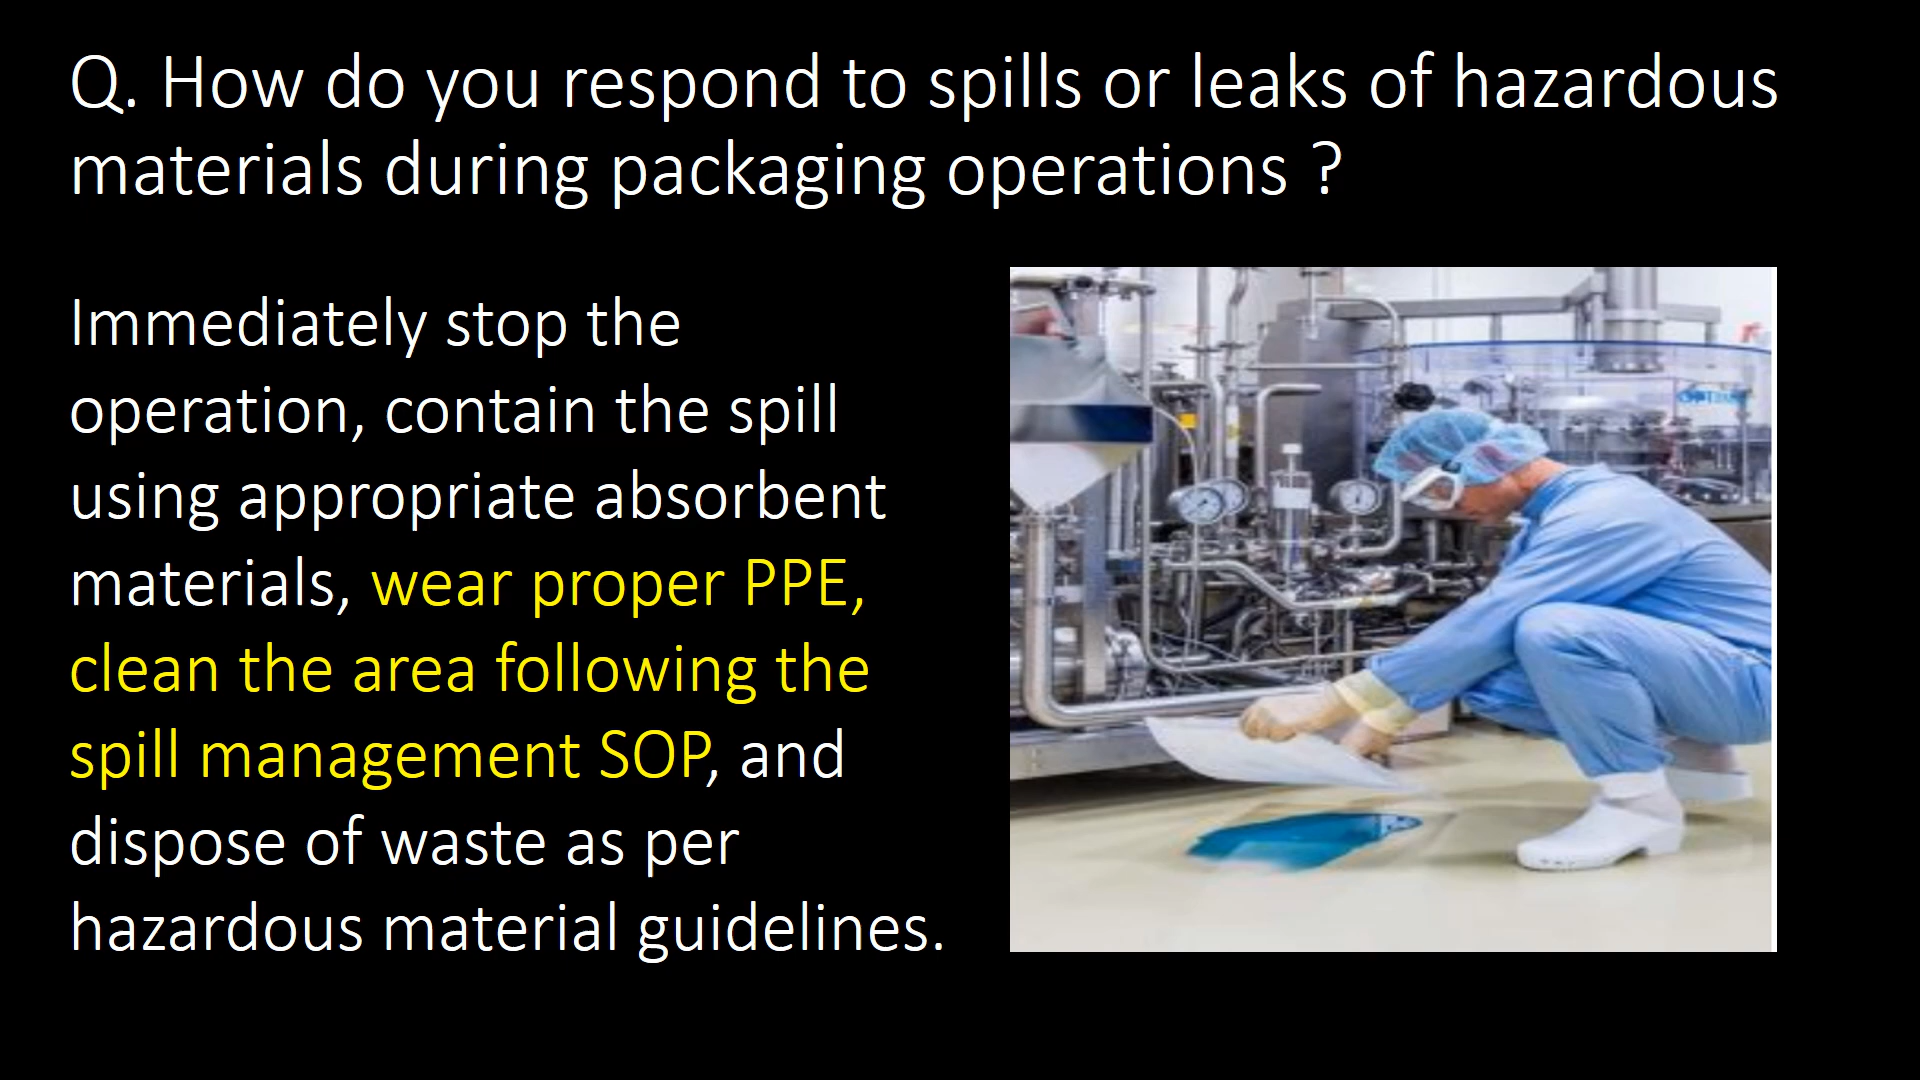 Q. How do you respond to spills or leaks of hazardous
materials during packaging operations ?
Immediately stop the
operation, contain the spill
using appropriate absorbent
materials, wear proper PPE,
clean the area following the
spill management SOP, and
dispose of waste as per
hazardous material guidelines.